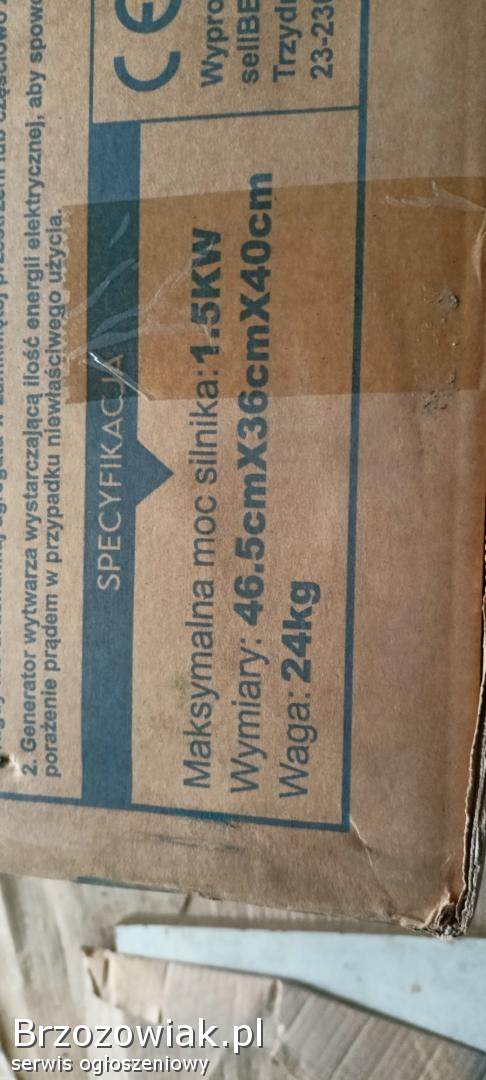 2. Generator wytwarza wystarczającą ilość energii elektrycznej, aby
porażenie prądem w przypadku niewłaściwego użycia.
SPECYFIKACJA
Maksymalna moc silnika:1.5KW
Wymiary: 46.5cmX36cmX40cm
Waga: 24kg
CE
Brzozowiak.pl
serwis ogłoszeniowy